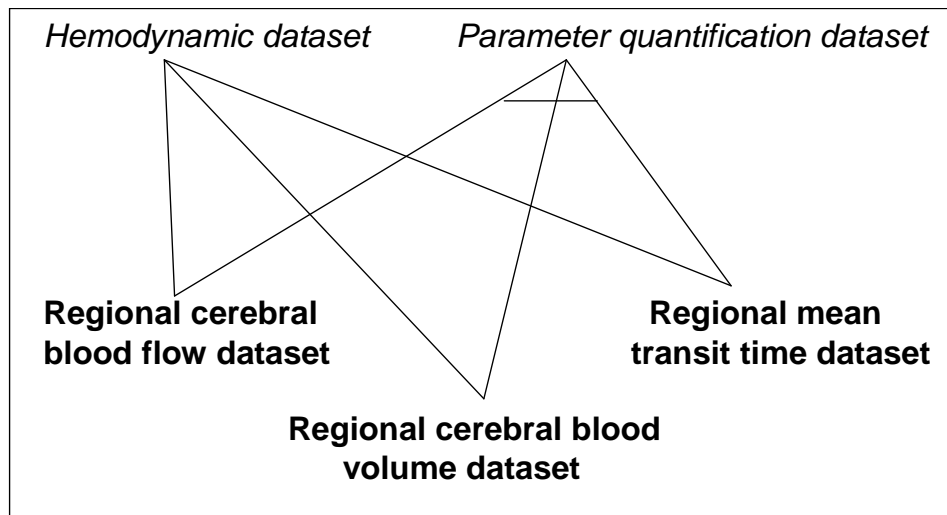 Hemodynamic dataset
Parameter quantification dataset
Regional cerebral
blood flow dataset
Regional mean
transit time dataset
Regional cerebral blood
volume dataset